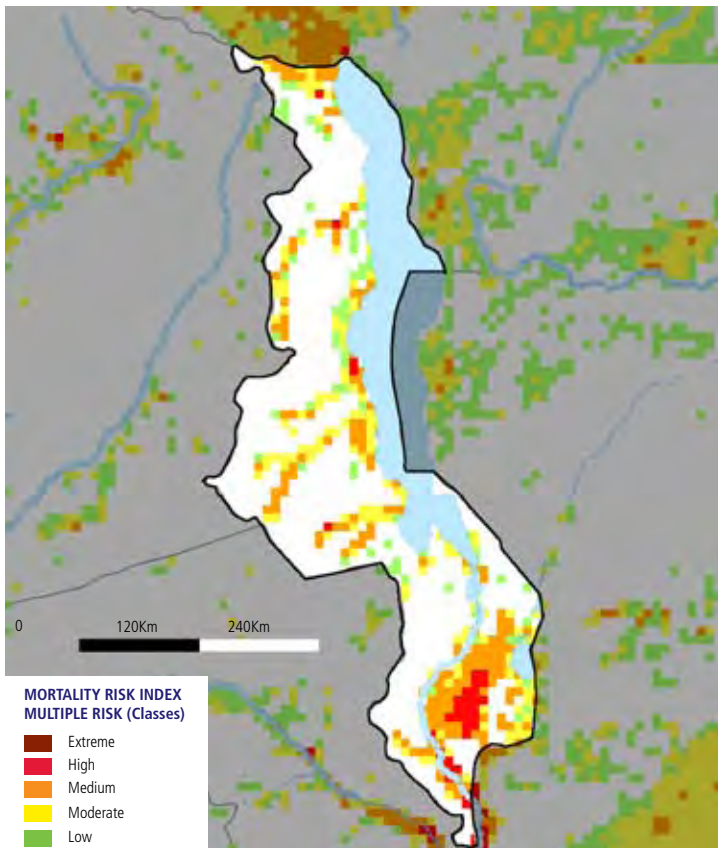 0 120Km 240Km
MORTALITY RISK INDEX
MULTIPLE RISK (Classes)
Extreme
High
Medium
Moderate
Low